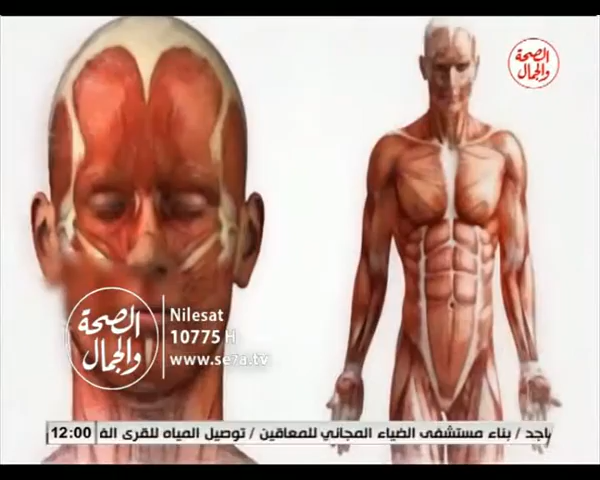 الصحة
والجمال
الصحة
والجمال
Nilesat
10775 H
www.se7a.tv
12:00
اجد / بناء مستشفى الضياء المجاني للمعاقين / توصيل المياه للقرى الف